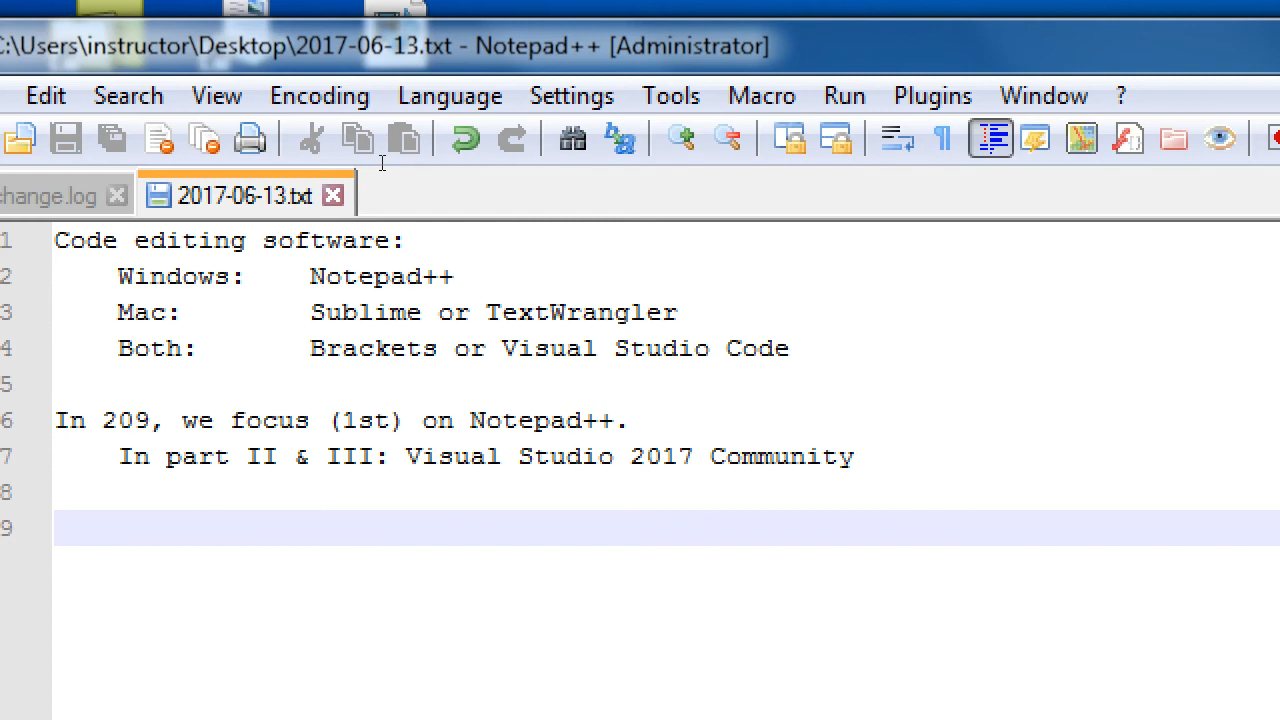 C:\Users\instructor\Desktop\2017-06-13.txt - Notepad++ [Administrator]
Edit Search View Encoding Language Settings Tools Macro Run Plugins Window ?
change.log 2017-06-13.txt
1 Code editing software:
2 Windows: Notepad++
3 Mac: Sublime or TextWrangler
4 Both: Brackets or Visual Studio Code
5
6 In 209, we focus (1st) on Notepad++.
7 In part II & III: Visual Studio 2017 Community
8
9